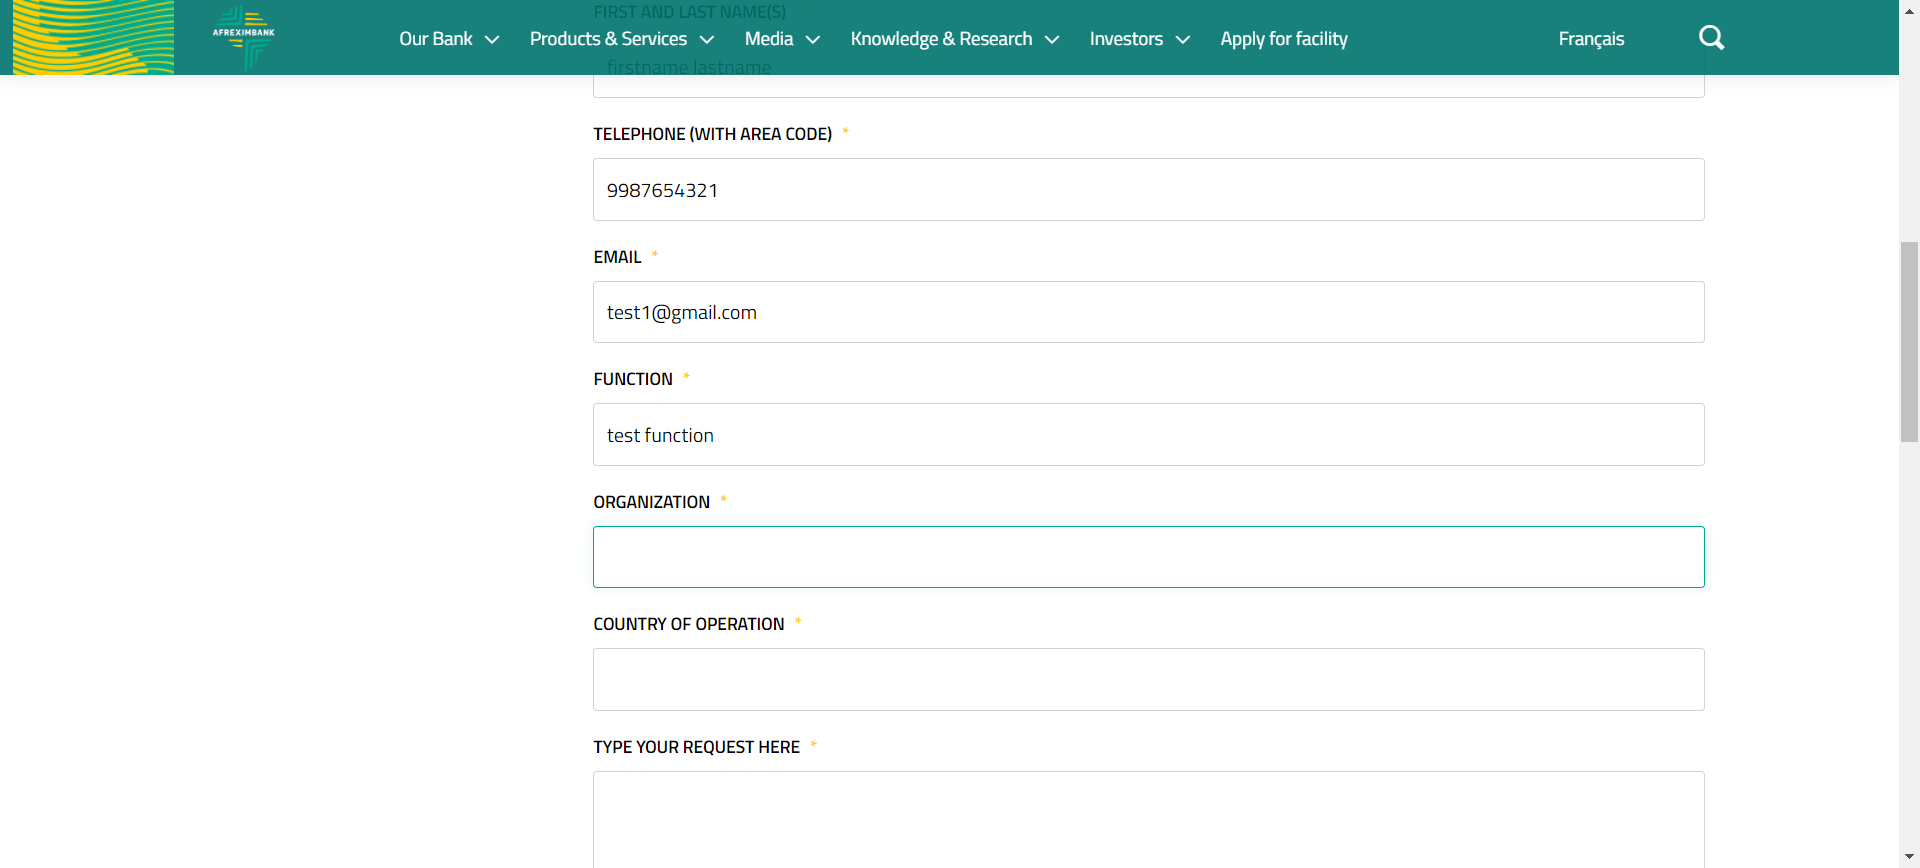 FIRST AND LAST NAME(S) *
AFREXIMBANK
Our Bank Products & Services Media Knowledge & Research Investors Apply for facility Français
firstname lastname
TELEPHONE (WITH AREA CODE) *
9987654321
EMAIL *
test1@gmail.com
FUNCTION *
test function
ORGANIZATION *
COUNTRY OF OPERATION *
TYPE YOUR REQUEST HERE *